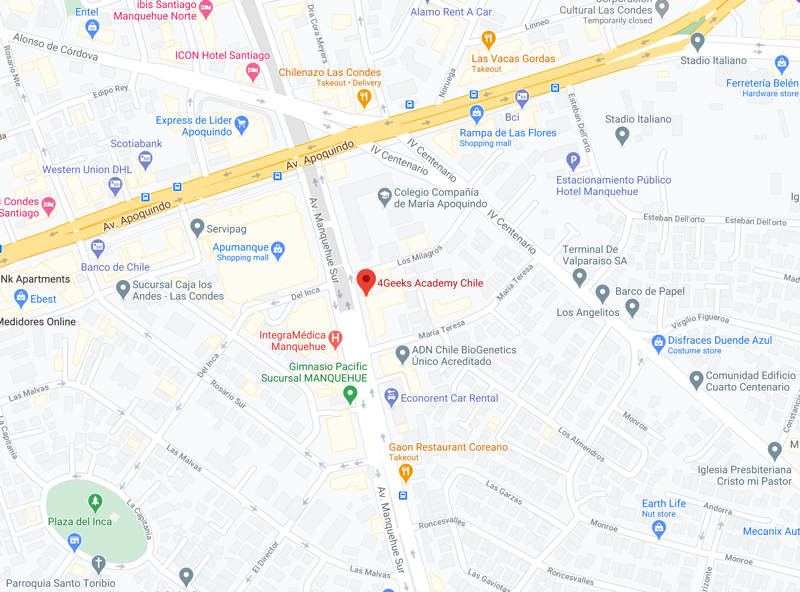 Entel
ibis Santiago
Manquehue Norte
Dra Cora Meyers
Alamo Rent A Car
Linneo
Cultural Las Condes
Temporarily closed
Alonso de Córdova
Rosario Nte
ICON Hotel Santiago
Las Vacas Gordas
Takeout
Stadio Italiano
Chilenazo Las Condes
Takeout • Delivery
Noruega
Ferretería Belén
Hardware store
Edipo Rey
Express de Lider
Apoquindo
Bci
Rampa de Las Flores
Shopping mall
Esteban Dell'orto
Stadio Italiano
Scotiabank
Av. Apoquindo
IV Centenario
IV Centenario
Western Union DHL
Estacionamiento Público
Hotel Manquehue
s Condes
Santiago
Av. Apoquindo
Colegio Compañía
de María Apoquindo
Av. Manquehue Sur
IV Centenario
Esteban Dell'orto
Esteban Dell'orto
Servipag
Apumanque
Shopping mall
Los Milagros
Terminal De
Valparaiso SA
Banco de Chile
Nk Apartments
Sucursal Caja los
Andes - Las Condes
Del Inca
4Geeks Academy Chile
María Teresa
Barco de Papel
Ebest
Los Angelitos
Medidores Online
Virgilio Figueroa
IntegraMédica
Manquehue
María Teresa
Disfraces Duende Azul
Costume store
ADN Chile BioGenetics
Único Acreditado
Del Inca
Gimnasio Pacific
Sucursal MANQUEHUE
Comunidad Edificio
Cuarto Centenario
Las Malvas
Rosario Sur
Econorent Car Rental
Constancio
La Capitania
Monroe
Los Almendros
Las Malvas
Gaon Restaurant Coreano
Takeout
Iglesia Presbiteriana
Cristo mi Pastor
Las Garzas
Av. Manquehue Sur
La Capitania
Plaza del Inca
Earth Life
Nut store
Andorra
Roncesvalles
Monroe
Mecanix Aut
El Director
Monroe
Parroquia Santo Toribio
Las Malvas
Las Gaviotas
Roncesvalles
rizonte